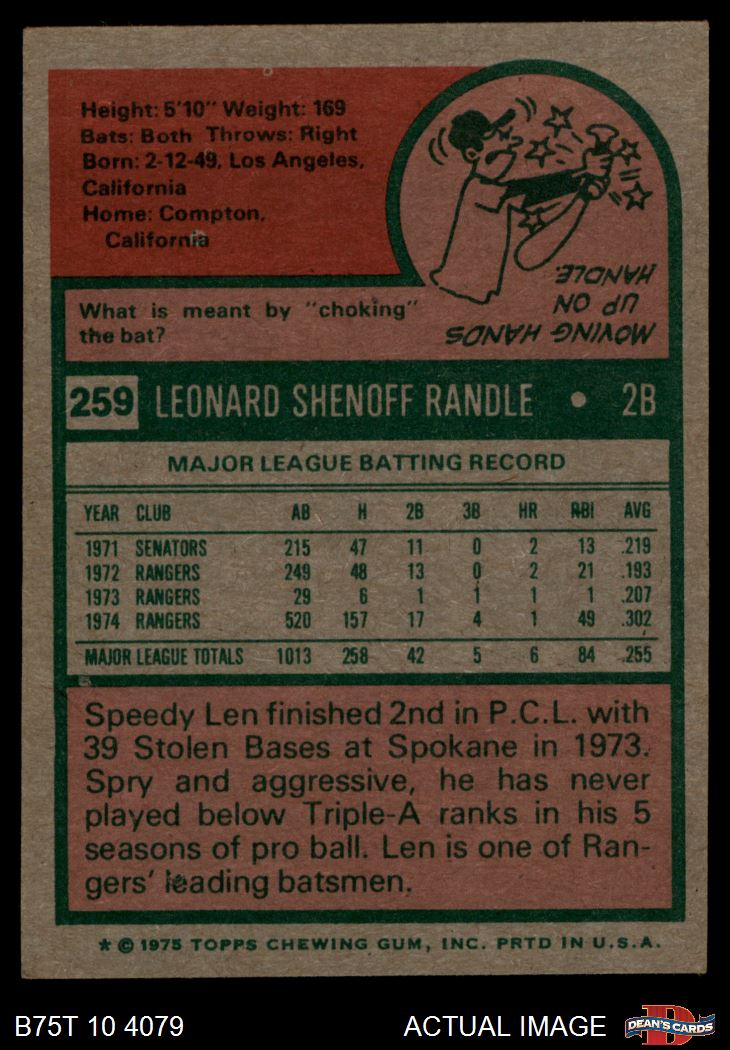 Height: 5'10" Weight: 169
Bats: Both Throws: Right
Born: 2-12-49, Los Angeles,
California
Home: Compton,
California
What is meant by "choking"
the bat?
MOVING HANDS
UP ON
HANDLE.
259 LEONARD SHENOFF RANDLE • 2B
MAJOR LEAGUE BATTING RECORD
YEAR CLUB AB H 2B 3B HR RBI AVG
1971 SENATORS 215 47 11 0 2 13 .219
1972 RANGERS 249 48 13 0 2 21 .193
1973 RANGERS 29 6 1 1 1 1 .207
1974 RANGERS 520 157 17 4 1 49 .302
MAJOR LEAGUE TOTALS 1013 258 42 5 6 84 .255
Speedy Len finished 2nd in P.C.L. with
39 Stolen Bases at Spokane in 1973.
Spry and aggressive, he has never
played below Triple-A ranks in his 5
seasons of pro ball. Len is one of Ran-
gers' leading batsmen.
* © 1975 TOPPS CHEWING GUM, INC. PRTD IN U.S.A.
B75T 10 4079 ACTUAL IMAGE
D
DEAN'S CARDS